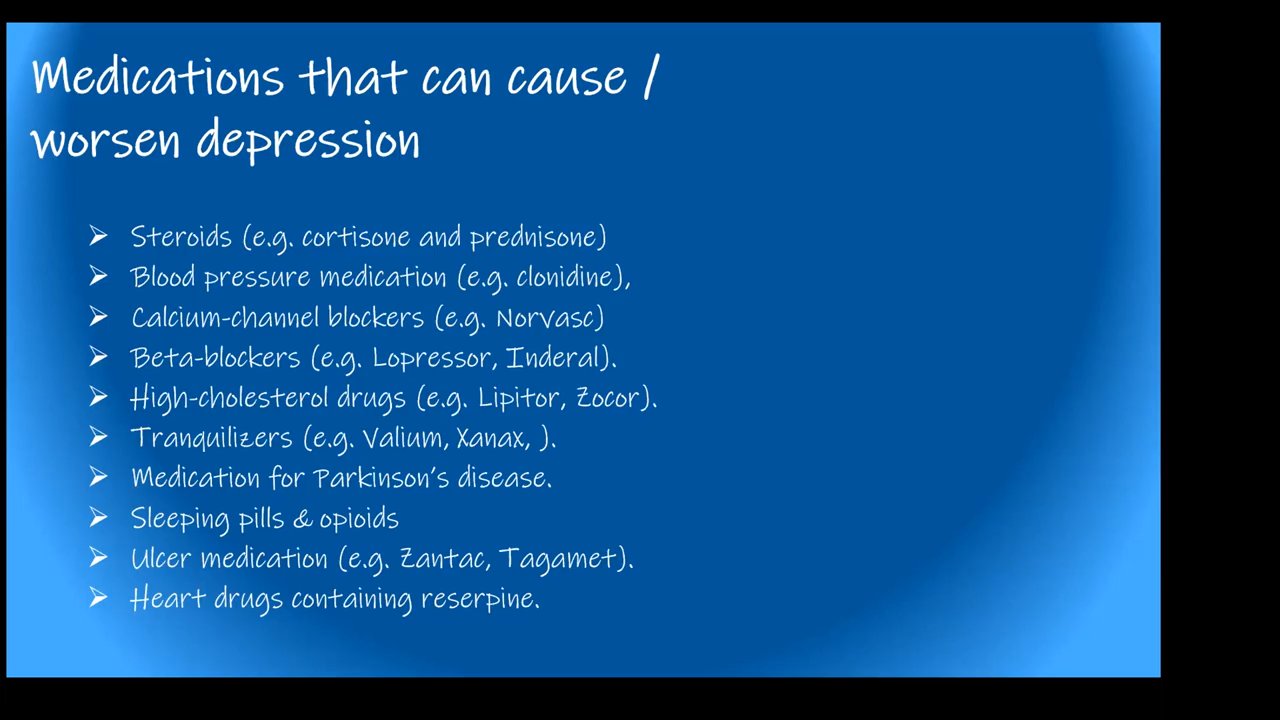 Medications that can cause /
worsen depression
➢ Steroids (e.g. cortisone and prednisone)
➢ Blood pressure medication (e.g. clonidine),
➢ Calcium-channel blockers (e.g. Norvasc)
➢ Beta-blockers (e.g. Lopressor, Inderal).
➢ High-cholesterol drugs (e.g. Lipitor, Zocor).
➢ Tranquilizers (e.g. Valium, Xanax, ).
➢ Medication for Parkinson's disease.
➢ Sleeping pills & opioids
➢ Ulcer medication (e.g. Zantac, Tagamet).
➢ Heart drugs containing reserpine.